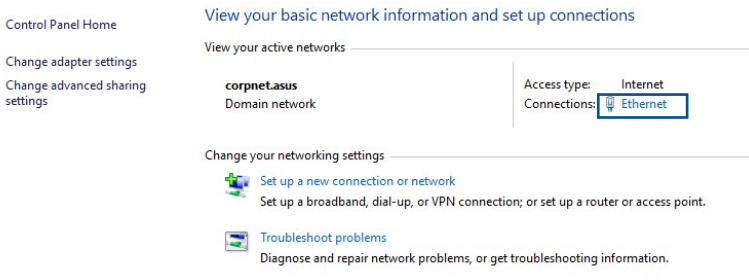 Control Panel Home
Change adapter settings
Change advanced sharing
settings
View your basic network information and set up connections
View your active networks
corpnet.asus
Domain network
Access type: Internet
Connections: Ethernet
Change your networking settings
Set up a new connection or network
Set up a broadband, dial-up, or VPN connection; or set up a router or access point.
Troubleshoot problems
Diagnose and repair network problems, or get troubleshooting information.